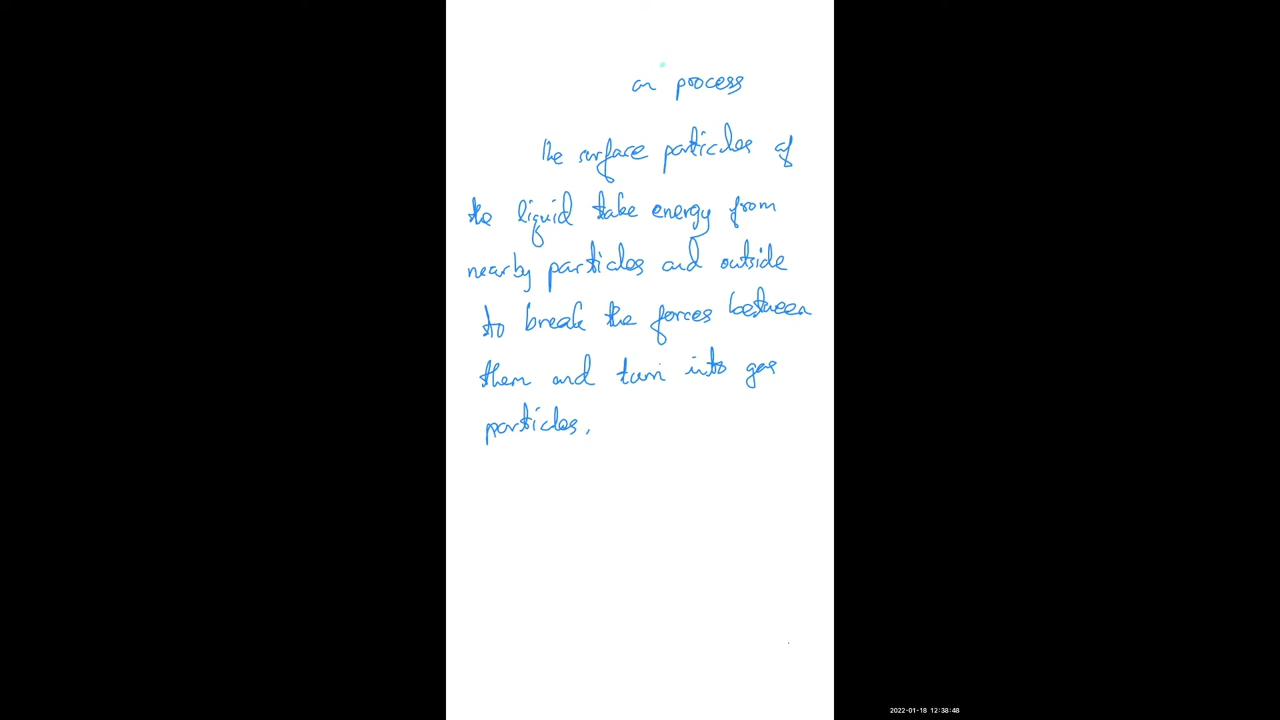 an process
the surface particles of
the liquid take energy from
nearby particles and outside
to break the forces between
them and turn into gas
particles.
2022-01-18 12:38:48